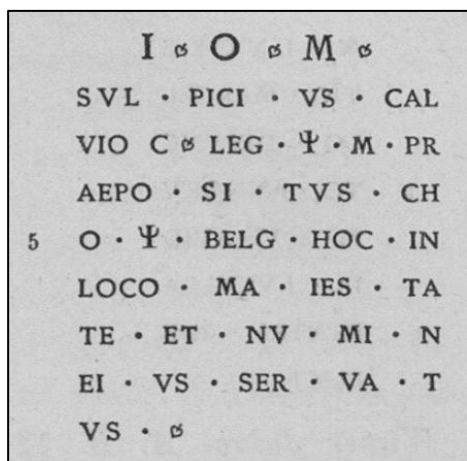 I ❧ O ❧ M ❧
SVL · PICI · VS · CAL
VIO C ❧ LEG · Ψ · M · PR
AEPO · SI · TVS · CH
5 O · Ψ · BELG · HOC · IN
LOCO · MA · IES · TA
TE · ET · NV · MI · N
EI · VS · SER · VA · T
VS · ❧